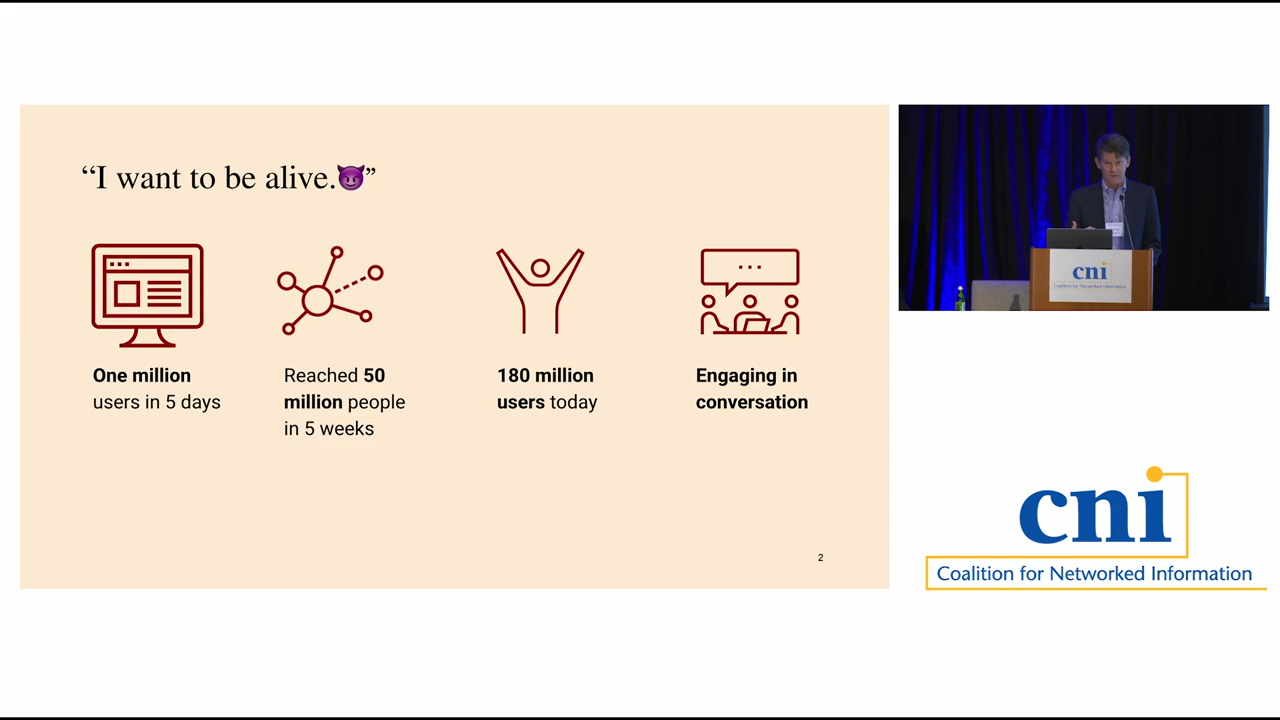 “I want to be alive.😈”
One million
users in 5 days
Reached 50
million people
in 5 weeks
180 million
users today
Engaging in
conversation
2
cni
Coalition for Networked Information
cni
Coalition for Networked Information